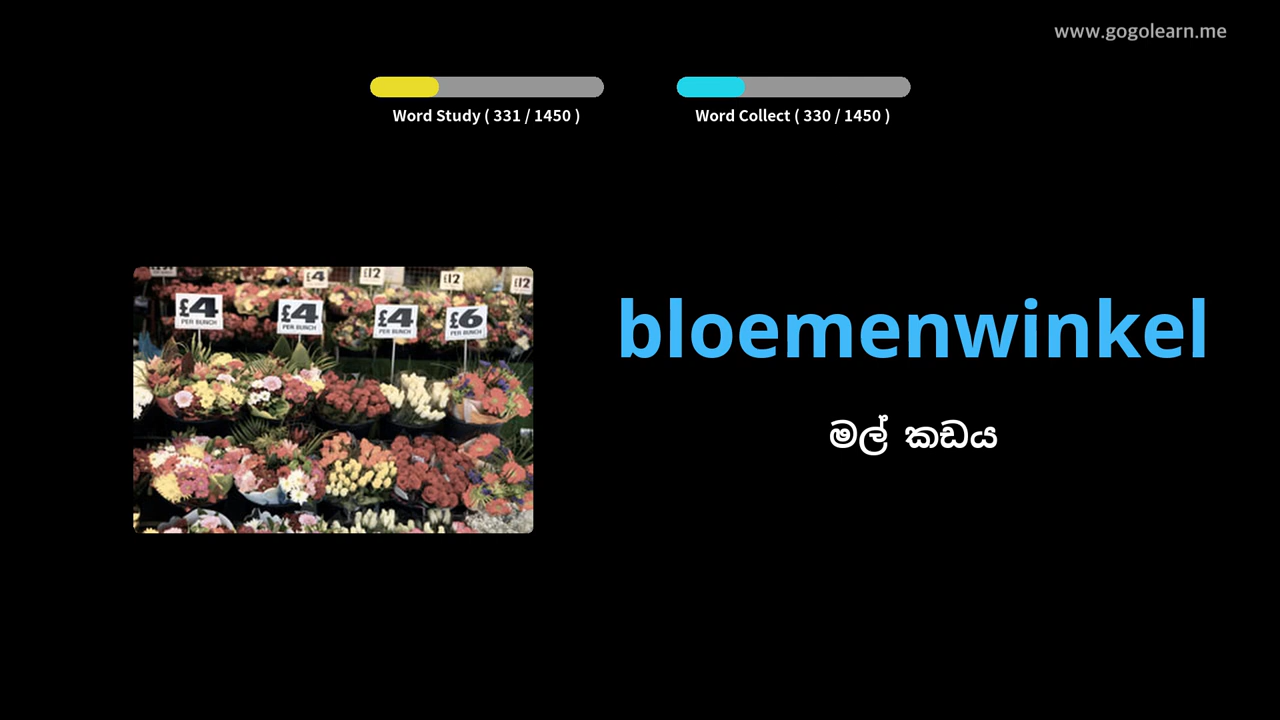 www.gogolearn.me
Word Study ( 331 / 1450 )
Word Collect ( 330 / 1450 )
£4
£12
£12
£12
£4
PER BUNCH
£4
PER BUNCH
£4
PER BUNCH
£6
PER BUNCH
bloemenwinkel
මල් කඩය